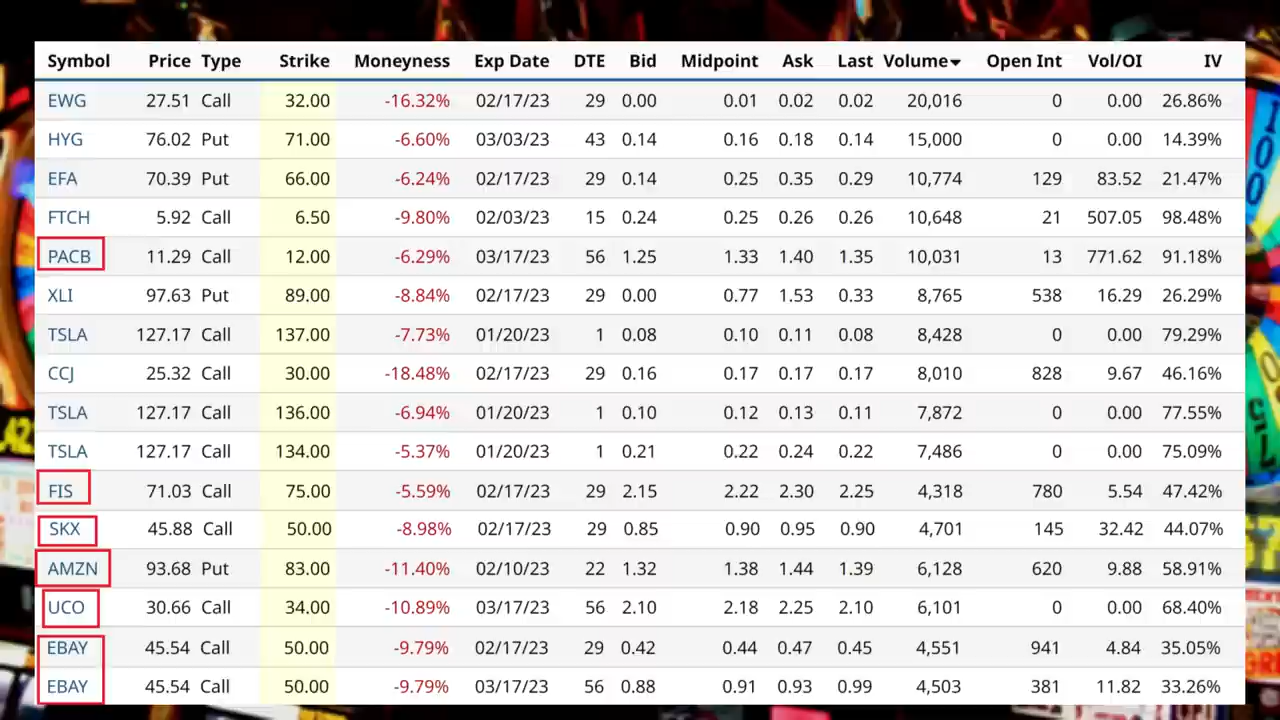 Symbol Price Type Strike Moneyness Exp Date DTE Bid Midpoint Ask Last Volume Open Int Vol/OI IV
EWG 27.51 Call 32.00 -16.32% 02/17/23 29 0.00 0.01 0.02 0.02 20,016 0 0.00 26.86%
HYG 76.02 Put 71.00 -6.60% 03/03/23 43 0.14 0.16 0.18 0.14 15,000 0 0.00 14.39%
EFA 70.39 Put 66.00 -6.24% 02/17/23 29 0.14 0.25 0.35 0.29 10,774 129 83.52 21.47%
FTCH 5.92 Call 6.50 -9.80% 02/03/23 15 0.24 0.25 0.26 0.26 10,648 21 507.05 98.48%
PACB 11.29 Call 12.00 -6.29% 03/17/23 56 1.25 1.33 1.40 1.35 10,031 13 771.62 91.18%
XLI 97.63 Put 89.00 -8.84% 02/17/23 29 0.00 0.77 1.53 0.33 8,765 538 16.29 26.29%
TSLA 127.17 Call 137.00 -7.73% 01/20/23 1 0.08 0.10 0.11 0.08 8,428 0 0.00 79.29%
CCJ 25.32 Call 30.00 -18.48% 02/17/23 29 0.16 0.17 0.17 0.17 8,010 828 9.67 46.16%
TSLA 127.17 Call 136.00 -6.94% 01/20/23 1 0.10 0.12 0.13 0.11 7,872 0 0.00 77.55%
TSLA 127.17 Call 134.00 -5.37% 01/20/23 1 0.21 0.22 0.24 0.22 7,486 0 0.00 75.09%
FIS 71.03 Call 75.00 -5.59% 02/17/23 29 2.15 2.22 2.30 2.25 4,318 780 5.54 47.42%
SKX 45.88 Call 50.00 -8.98% 02/17/23 29 0.85 0.90 0.95 0.90 4,701 145 32.42 44.07%
AMZN 93.68 Put 83.00 -11.40% 02/10/23 22 1.32 1.38 1.44 1.39 6,128 620 9.88 58.91%
UCO 30.66 Call 34.00 -10.89% 03/17/23 56 2.10 2.18 2.25 2.10 6,101 0 0.00 68.40%
EBAY 45.54 Call 50.00 -9.79% 02/17/23 29 0.42 0.44 0.47 0.45 4,551 941 4.84 35.05%
EBAY 45.54 Call 50.00 -9.79% 03/17/23 56 0.88 0.91 0.93 0.99 4,503 381 11.82 33.26%